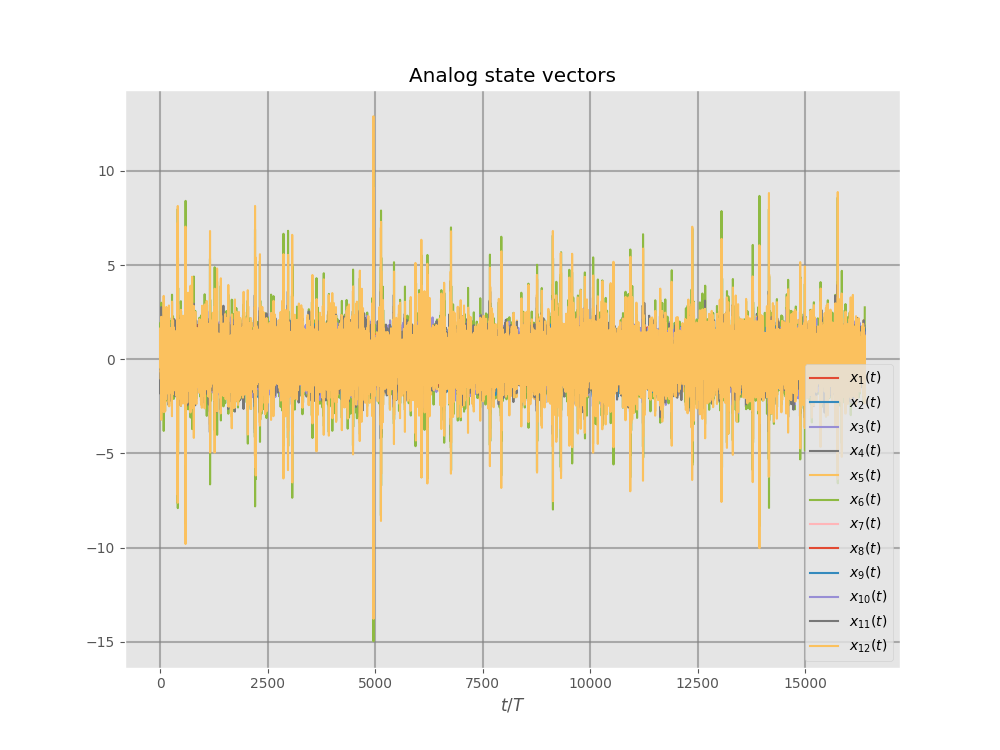 Analog state vectors
10
5
0
−5
−10
−15
0 2500 5000 7500 10000 12500 15000
t/T
x₁(t)
x₂(t)
x₃(t)
x₄(t)
x₅(t)
x₆(t)
x₇(t)
x₈(t)
x₉(t)
x₁₀(t)
x₁₁(t)
x₁₂(t)